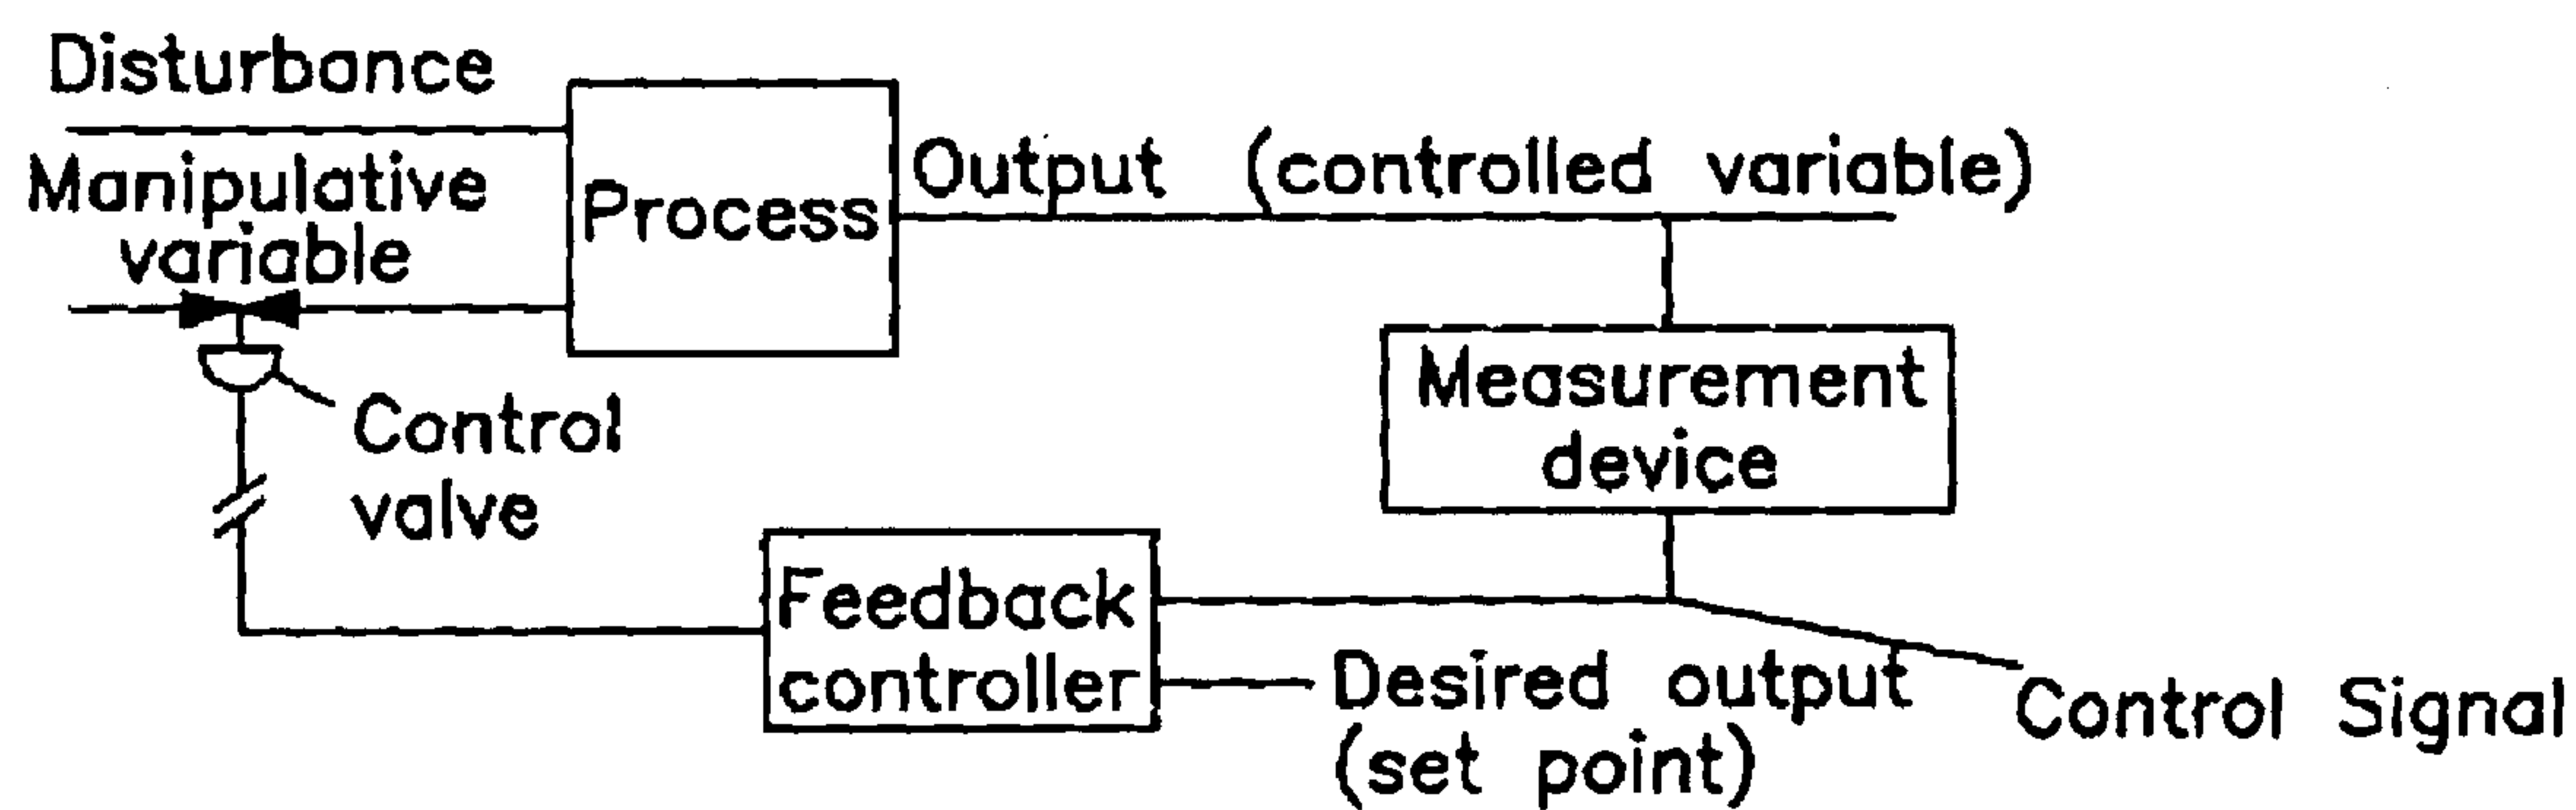 Disturbance
Manipulative
variable
Process
Output (controlled variable)
Control
valve
Measurement
device
Feedback
controller
Desired output
(set point)
Control Signal